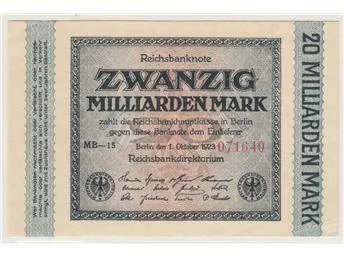 Reichsbanknote
ZWANZIG
MILLIARDEN MARK
zahlt die Reichsbankhauptkasse in Berlin
gegen diese Banknote dem Einlieferer
MB-15 Berlin, den 1. Oktober 1923 071640
Reichsbankdirektorium
20 MILLIARDEN MARK